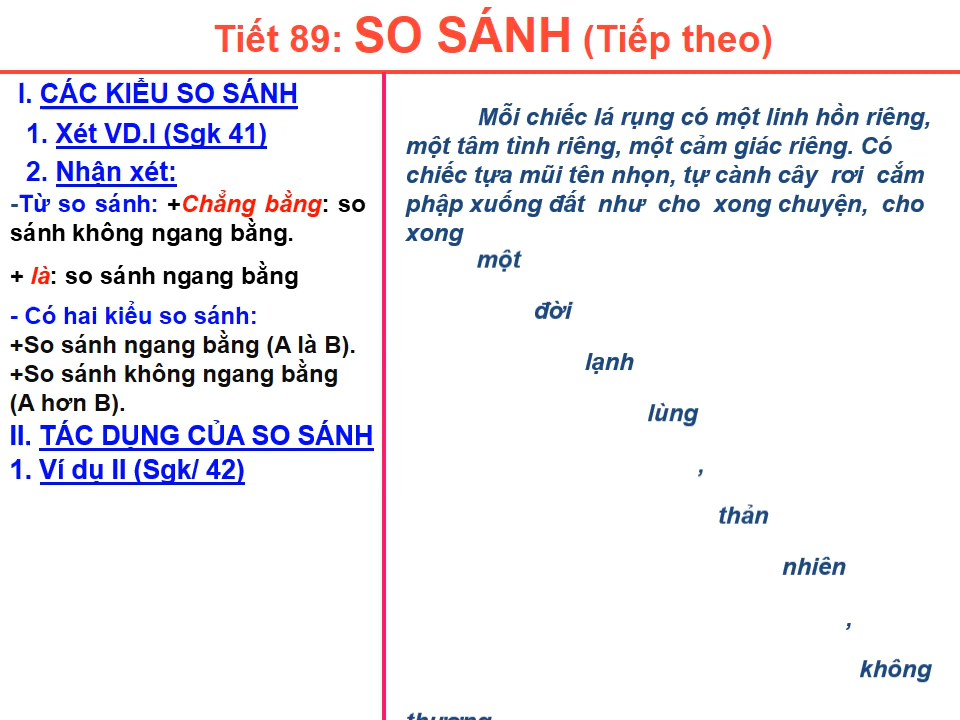 Tiết 89: SO SÁNH (Tiếp theo)
I. CÁC KIỂU SO SÁNH
1. Xét VD.I (Sgk 41)
2. Nhận xét:
-Từ so sánh: +Chẳng bằng: so
sánh không ngang bằng.
+ là: so sánh ngang bằng
- Có hai kiểu so sánh:
+So sánh ngang bằng (A là B).
+So sánh không ngang bằng
(A hơn B).
II. TÁC DỤNG CỦA SO SÁNH
1. Ví dụ II (Sgk/ 42)
Mỗi chiếc lá rụng có một linh hồn riêng,
một tâm tình riêng, một cảm giác riêng. Có
chiếc tựa mũi tên nhọn, tự cành cây rơi cắm
phập xuống đất như cho xong chuyện, cho
xong
một
đời
lạnh
lùng
,
thản
nhiên
,
không